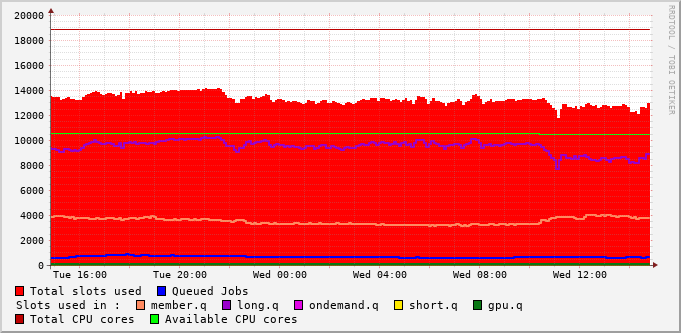 20000
18000
16000
14000
12000
10000
8000
6000
4000
2000
0
Tue 16:00 Tue 20:00 Wed 00:00 Wed 04:00 Wed 08:00 Wed 12:00
RRDTOOL / TOBI OETIKER
Total slots used Queued Jobs
Slots used in : member.q long.q ondemand.q short.q gpu.q
Total CPU cores Available CPU cores